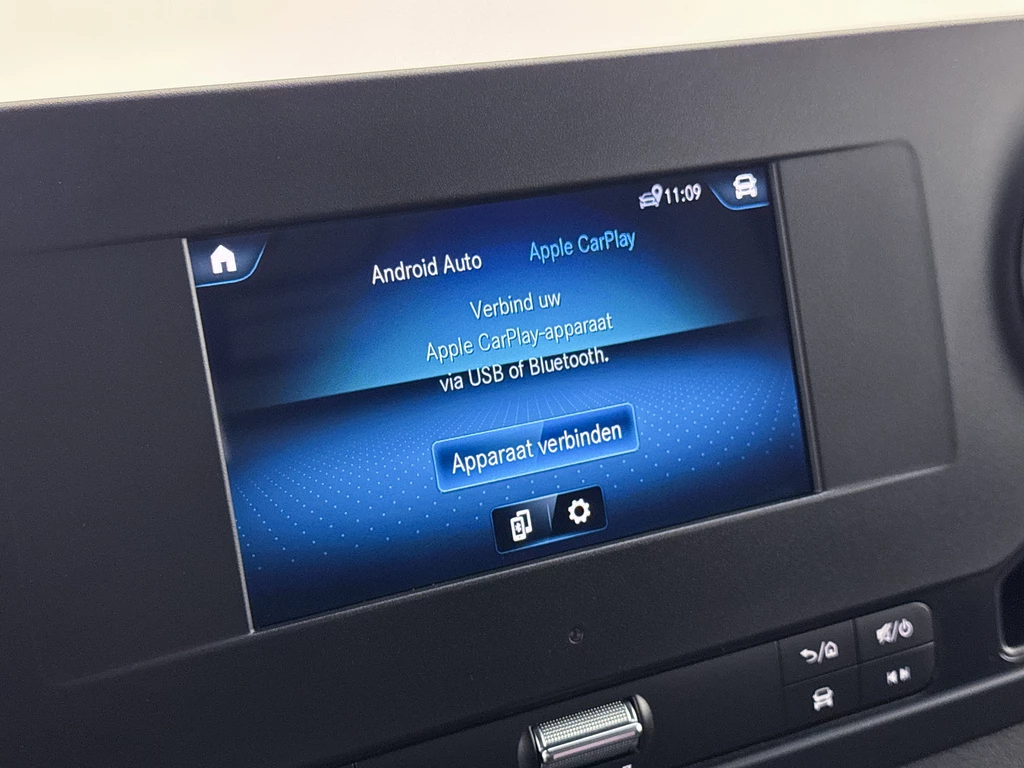 11:09
Android Auto
Apple CarPlay
Verbind uw
Apple CarPlay-apparaat
via USB of Bluetooth.
Apparaat verbinden